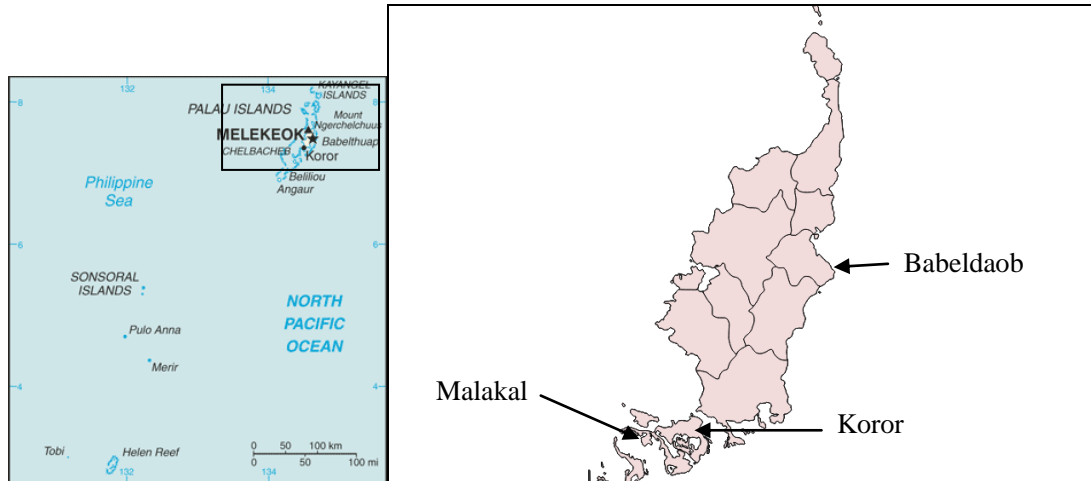 132
134
KAYANGEL
ISLANDS
8
8
PALAU ISLANDS
Mount
Ngerchelchuus
MELEKEOK
Babelthuap
CHELBACHEB
Koror
Beliliou
Angaur
Philippine
Sea
6
6
SONSORAL
ISLANDS
NORTH
PACIFIC
OCEAN
Pulo Anna
Merir
4
4
Tobi
Helen Reef
0 50 100 km
0 50 100 mi
132
134
Babeldaob
Malakal
Koror